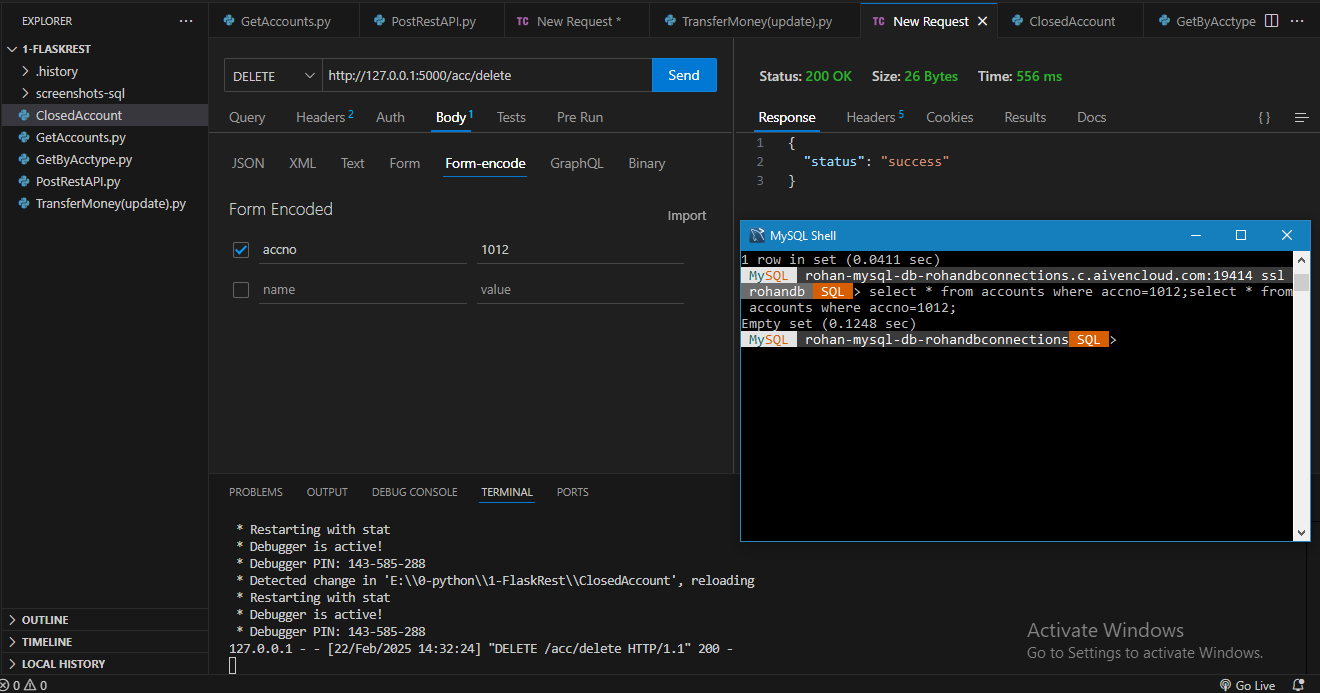 EXPLORER ···
1-FLASKREST
.history
screenshots-sql
ClosedAccount
GetAccounts.py
GetByAcctype.py
PostRestAPI.py
TransferMoney(update).py
OUTLINE
TIMELINE
LOCAL HISTORY
GetAccounts.py PostRestAPI.py TC New Request * TransferMoney(update).py TC New Request ClosedAccount GetByAcctype ···
DELETE http://127.0.0.1:5000/acc/delete Send
Query Headers 2 Auth Body 1 Tests Pre Run
JSON XML Text Form Form-encode GraphQL Binary
Form Encoded
Import
accno 1012
name value
Status: 200 OK Size: 26 Bytes Time: 556 ms
Response Headers 5 Cookies Results Docs {}
1 {
2 "status": "success"
3 }
MySQL Shell
1 row in set (0.0411 sec)
MySQL rohan-mysql-db-rohandbconnections.c.aivencloud.com:19414 ssl
rohandb SQL > select * from accounts where accno=1012;select * from
accounts where accno=1012;
Empty set (0.1248 sec)
MySQL rohan-mysql-db-rohandbconnections SQL >
PROBLEMS OUTPUT DEBUG CONSOLE TERMINAL PORTS
* Restarting with stat
* Debugger is active!
* Debugger PIN: 143-585-288
* Detected change in 'E:\\0-python\\1-FlaskRest\\ClosedAccount', reloading
* Restarting with stat
* Debugger is active!
* Debugger PIN: 143-585-288
127.0.0.1 - - [22/Feb/2025 14:32:24] "DELETE /acc/delete HTTP/1.1" 200 -
Activate Windows
Go to Settings to activate Windows.
0 0 Go Live